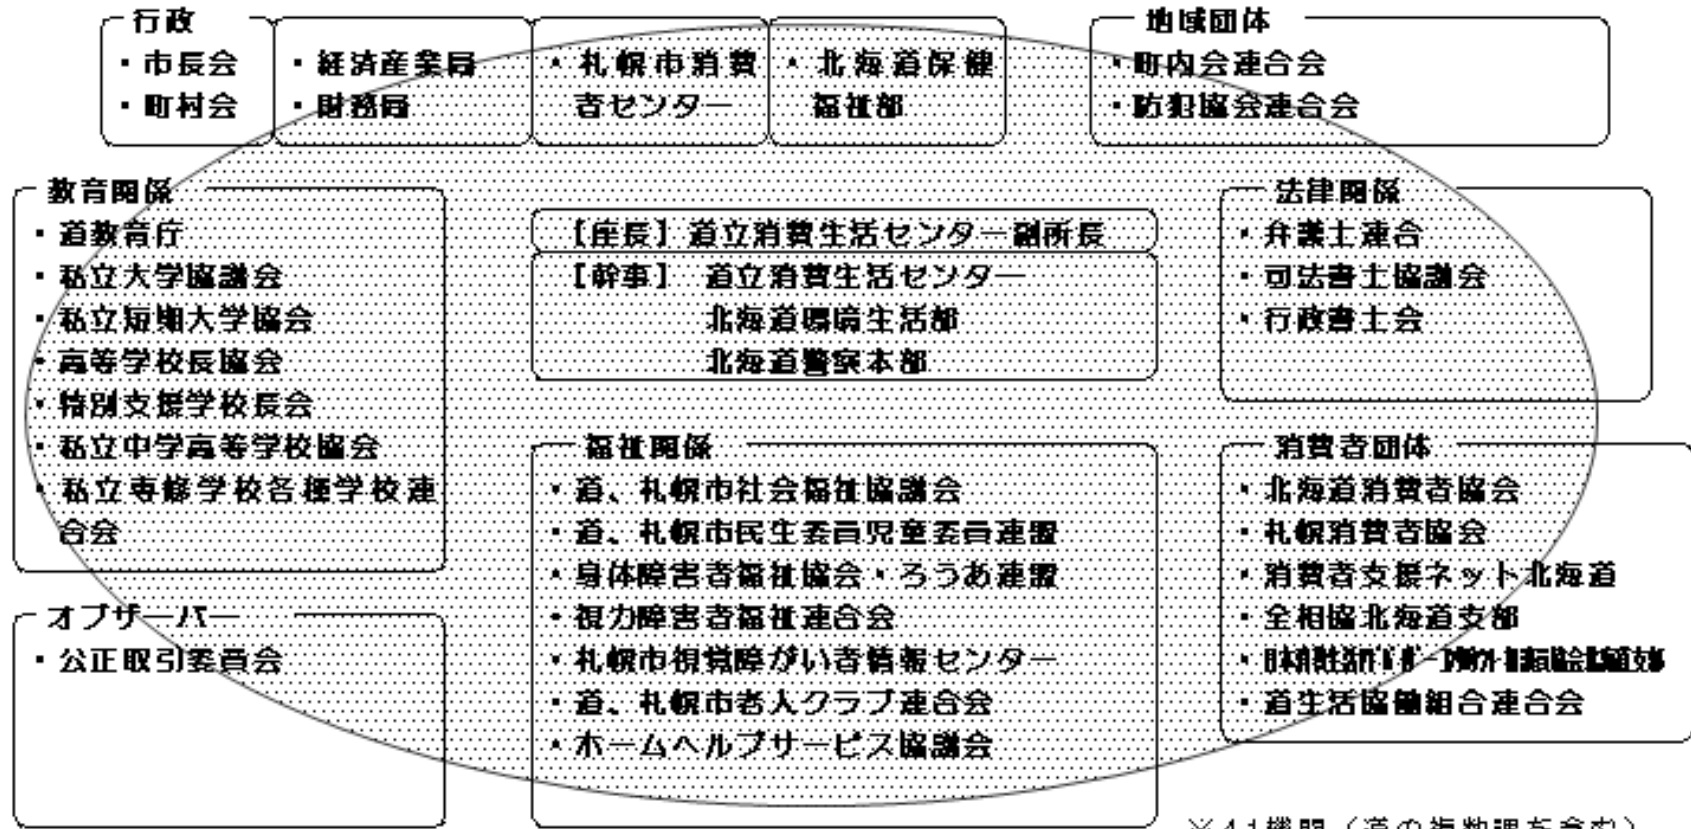 行政
・市長会
・町村会
・経済産業局
・財務局
・札幌市消費
者センター
・北海道保健
福祉部
地域団体
・町内会連合会
・防犯協会連合会
教育関係
・道教育庁
・私立大学協議会
・私立短期大学協会
・高等学校長協会
・特別支援学校長会
・私立中学高等学校協会
・私立専修学校各種学校連
合会
【座長】道立消費生活センター副所長
【幹事】 道立消費生活センター
北海道環境生活部
北海道警察本部
法律関係
・弁護士連合
・司法書士協議会
・行政書士会
オブザーバー
・公正取引委員会
福祉関係
・道、札幌市社会福祉協議会
・道、札幌市民生委員児童委員連盟
・身体障害者福祉協会・ろうあ連盟
・視力障害者福祉連合会
・札幌市視覚障がい者情報センター
・道、札幌市老人クラブ連合会
・ホームヘルプサービス協議会
消費者団体
・北海道消費者協会
・札幌消費者協会
・消費者支援ネット北海道
・全相協北海道支部
・道生活協働組合連合会
※41機関（道の複数課を含む）